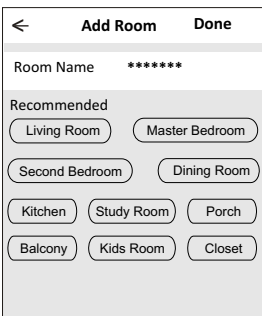 Add Room Done
Room Name *******
Recommended
Living Room Master Bedroom
Second Bedroom Dining Room
Kitchen Study Room Porch
Balcony Kids Room Closet